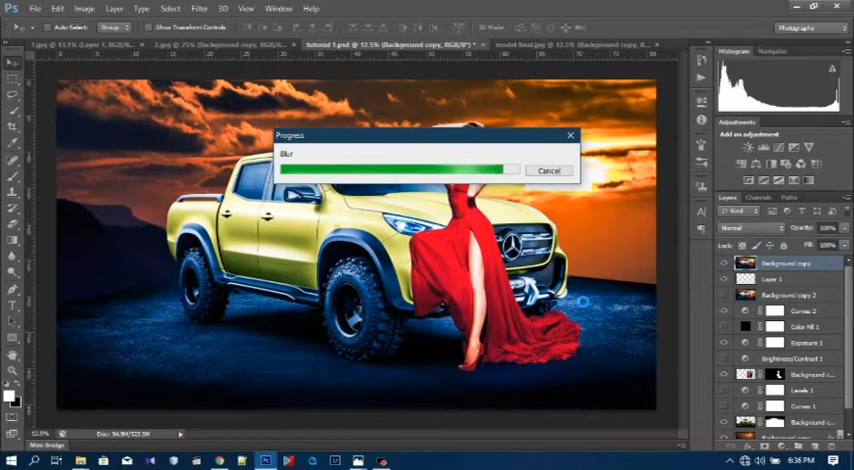 Ps File Edit Image Layer Type Select Filter 3D View Window Help
Auto-Select: Group Show Transform Controls 3D Mode: Photography
1.jpg @ 13.1% (Layer 1, RGB/8... × 2.jpg @ 25% (Background copy, RGB/8... × tutorial 1.psd @ 12.5% (Background copy, RGB/8*) * × model final.jpg @ 12.5% (Background copy, RGB/8... ×
Histogram Navigator
Progress
Blur
Cancel
Adjustments
Add an adjustment
Layers Channels Paths
Kind
Normal Opacity: 100%
Lock: Fill: 100%
Background copy
Layer 1
Background copy 2
Curves 2
Color Fill 1
Exposure 1
Brightness/Contrast 1
Background c...
Levels 1
Curves 1
Background c...
Background copy
12.5% Doc: 94.9M/523.5M
Mini Bridge
6:36 PM